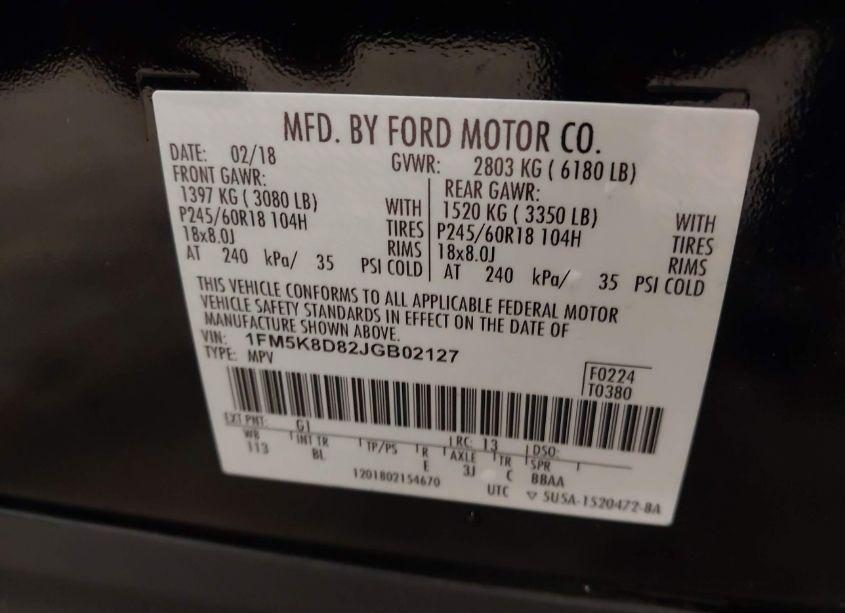 MFD. BY FORD MOTOR CO.
DATE: 02/18 GVWR: 2803 KG ( 6180 LB)
FRONT GAWR: REAR GAWR:
1397 KG ( 3080 LB) WITH 1520 KG ( 3350 LB) WITH
P245/60R18 104H TIRES P245/60R18 104H TIRES
18x8.0J RIMS 18x8.0J RIMS
AT 240 kPa/ 35 PSI COLD AT 240 kPa/ 35 PSI COLD
THIS VEHICLE CONFORMS TO ALL APPLICABLE FEDERAL MOTOR
VEHICLE SAFETY STANDARDS IN EFFECT ON THE DATE OF
MANUFACTURE SHOWN ABOVE.
VIN: 1FM5K8D82JGB02127
TYPE: MPV
F0224
T0380
EXT PNT: G1 RC: 13 DSO:
WB INT TR TP/PS R AXLE TR SPR
113 BL E 3J C BBAA
1201802154670 UTC ▽ 5U5A-1520472-8A